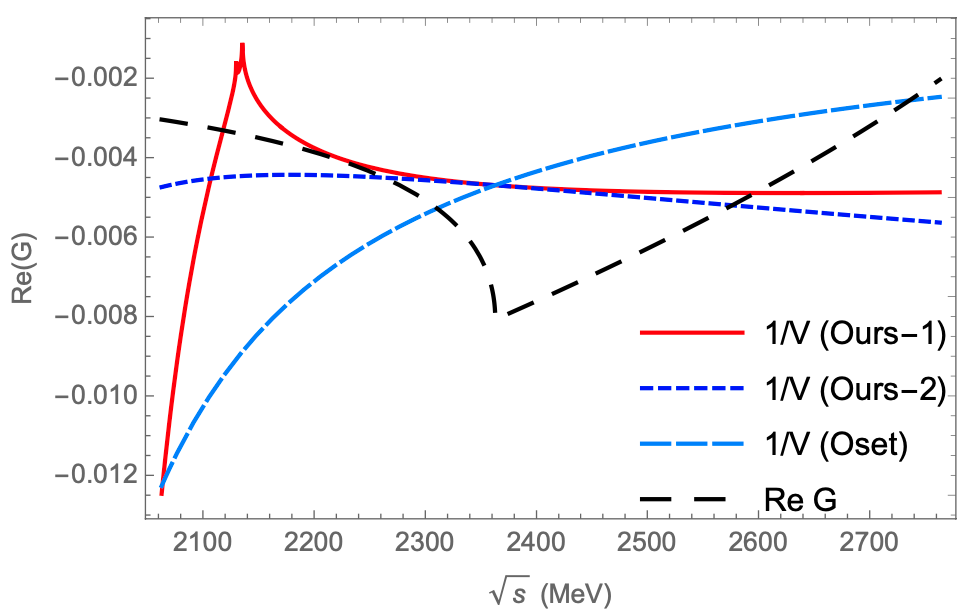 Re(G)
−0.002
−0.004
−0.006
−0.008
−0.010
−0.012
1/V (Ours−1)
1/V (Ours−2)
1/V (Oset)
Re G
2100 2200 2300 2400 2500 2600 2700
√s (MeV)